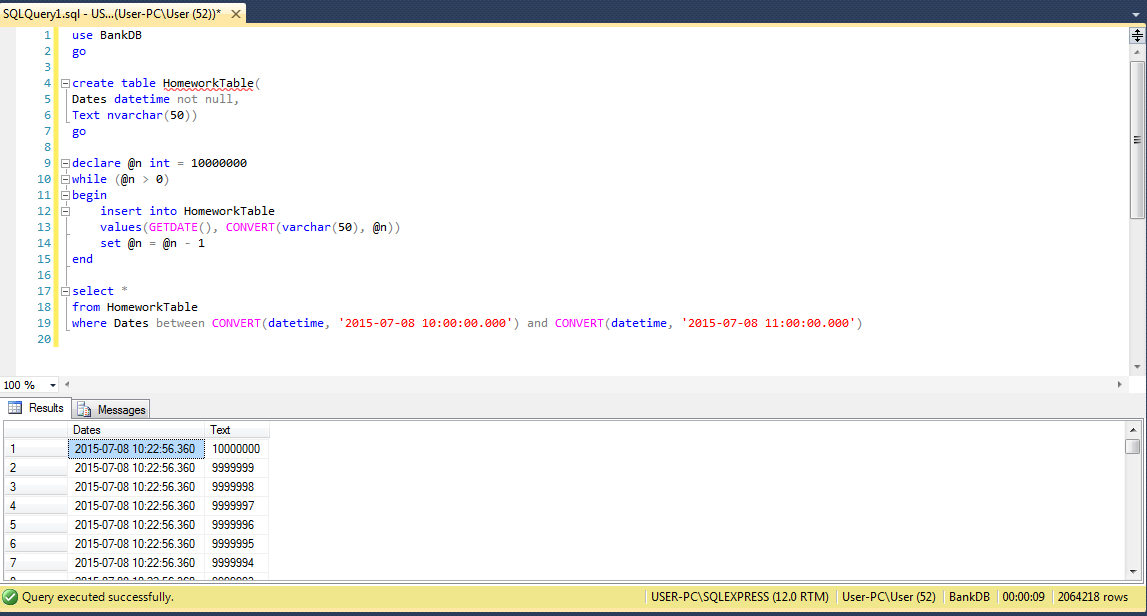 SQLQuery1.sql - US...(User-PC\User (52))*
1 use BankDB
2 go
3
4 create table HomeworkTable(
5 Dates datetime not null,
6 Text nvarchar(50))
7 go
8
9 declare @n int = 10000000
10 while (@n > 0)
11 begin
12 insert into HomeworkTable
13 values(GETDATE(), CONVERT(varchar(50), @n))
14 set @n = @n - 1
15 end
16
17 select *
18 from HomeworkTable
19 where Dates between CONVERT(datetime, '2015-07-08 10:00:00.000') and CONVERT(datetime, '2015-07-08 11:00:00.000')
20
100 %
Results Messages
Dates Text
1 2015-07-08 10:22:56.360 10000000
2 2015-07-08 10:22:56.360 9999999
3 2015-07-08 10:22:56.360 9999998
4 2015-07-08 10:22:56.360 9999997
5 2015-07-08 10:22:56.360 9999996
6 2015-07-08 10:22:56.360 9999995
7 2015-07-08 10:22:56.360 9999994
Query executed successfully. USER-PC\SQLEXPRESS (12.0 RTM) User-PC\User (52) BankDB 00:00:09 2064218 rows